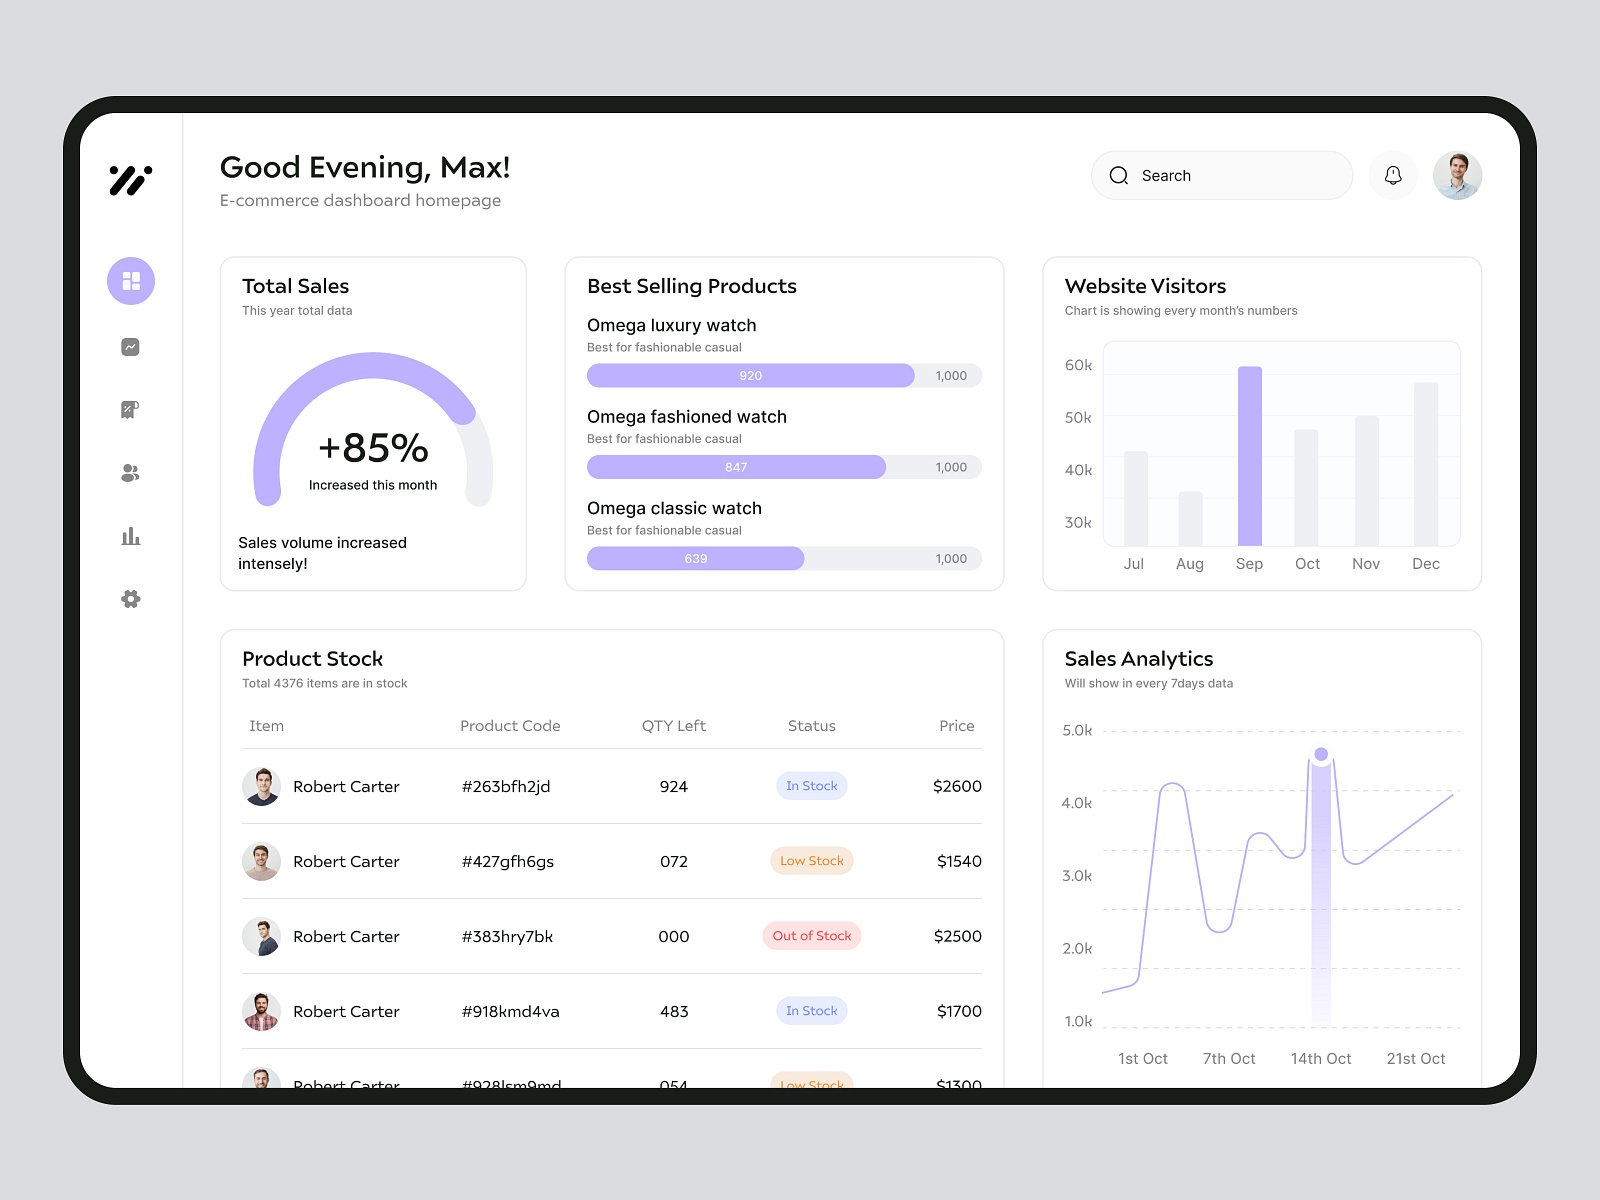 Good Evening, Max!
E-commerce dashboard homepage
Search
Total Sales
This year total data
+85%
Increased this month
Sales volume increased
intensely!
Best Selling Products
Omega luxury watch
Best for fashionable casual
920 1,000
Omega fashioned watch
Best for fashionable casual
847 1,000
Omega classic watch
Best for fashionable casual
639 1,000
Website Visitors
Chart is showing every month's numbers
60k
50k
40k
30k
Jul Aug Sep Oct Nov Dec
Product Stock
Total 4376 items are in stock
Item Product Code QTY Left Status Price
Robert Carter #263bfh2jd 924 In Stock $2600
Robert Carter #427gfh6gs 072 Low Stock $1540
Robert Carter #383hry7bk 000 Out of Stock $2500
Robert Carter #918kmd4va 483 In Stock $1700
Robert Carter #928lsm9md 054 Low Stock $1300
Sales Analytics
Will show in every 7days data
5.0k
4.0k
3.0k
2.0k
1.0k
1st Oct 7th Oct 14th Oct 21st Oct